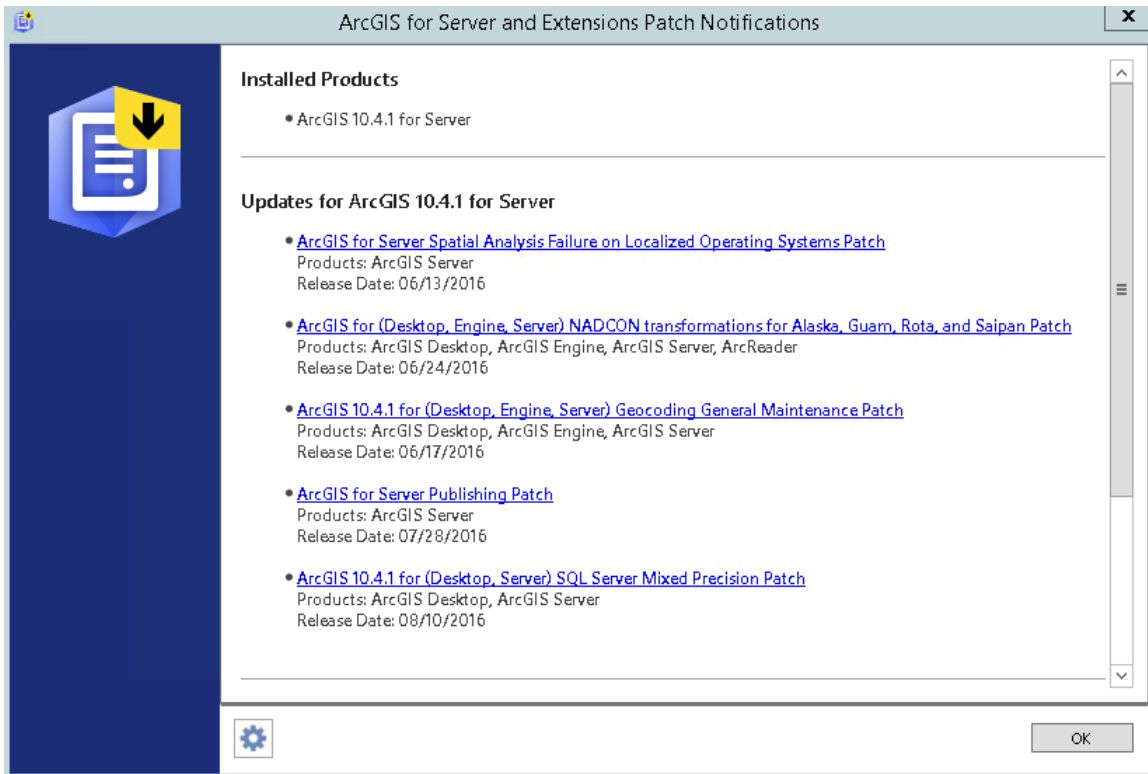 ArcGIS for Server and Extensions Patch Notifications
x
Installed Products
• ArcGIS 10.4.1 for Server
Updates for ArcGIS 10.4.1 for Server
• ArcGIS for Server Spatial Analysis Failure on Localized Operating Systems Patch
Products: ArcGIS Server
Release Date: 06/13/2016
• ArcGIS for (Desktop, Engine, Server) NADCON transformations for Alaska, Guam, Rota, and Saipan Patch
Products: ArcGIS Desktop, ArcGIS Engine, ArcGIS Server, ArcReader
Release Date: 06/24/2016
• ArcGIS 10.4.1 for (Desktop, Engine, Server) Geocoding General Maintenance Patch
Products: ArcGIS Desktop, ArcGIS Engine, ArcGIS Server
Release Date: 06/17/2016
• ArcGIS for Server Publishing Patch
Products: ArcGIS Server
Release Date: 07/28/2016
• ArcGIS 10.4.1 for (Desktop, Server) SQL Server Mixed Precision Patch
Products: ArcGIS Desktop, ArcGIS Server
Release Date: 08/10/2016
OK